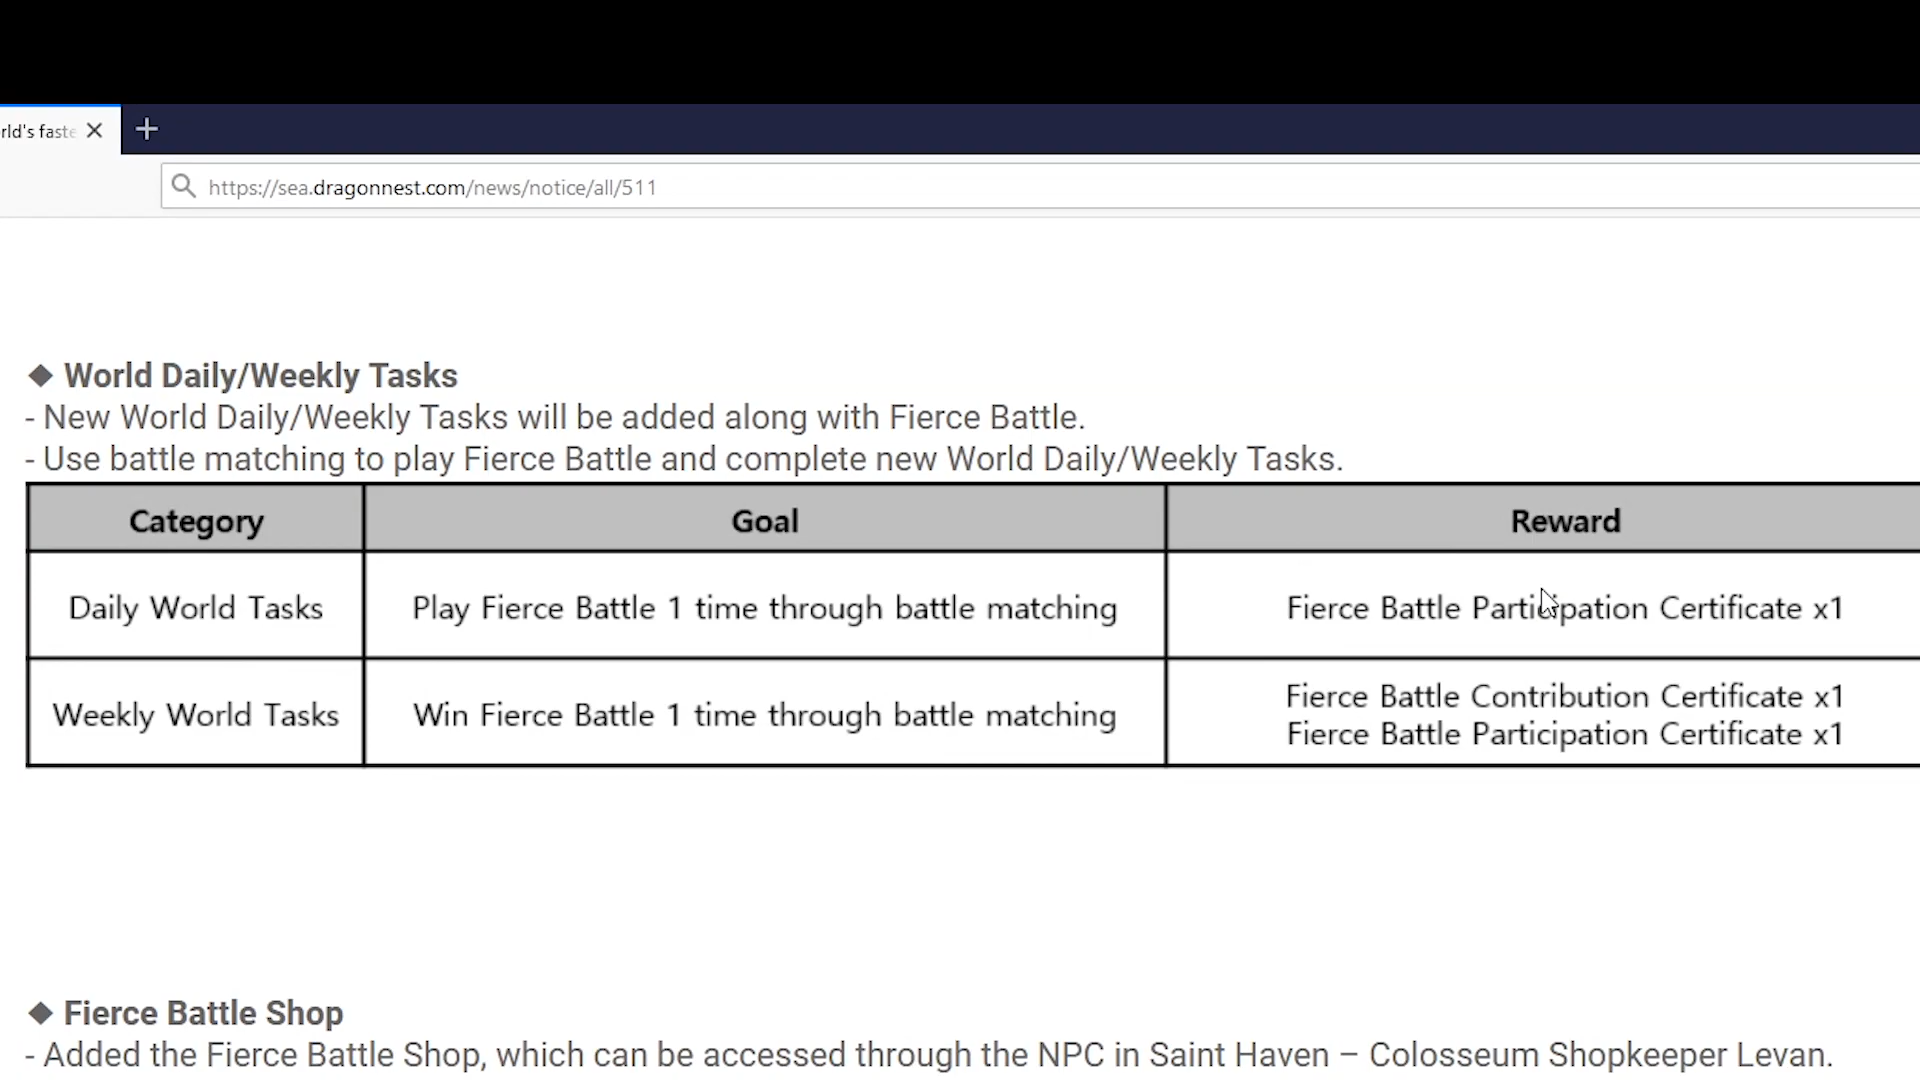 rld's faste
https://sea.dragonnest.com/news/notice/all/511
◆ World Daily/Weekly Tasks
- New World Daily/Weekly Tasks will be added along with Fierce Battle.
- Use battle matching to play Fierce Battle and complete new World Daily/Weekly Tasks.
Category Goal Reward
Daily World Tasks Play Fierce Battle 1 time through battle matching Fierce Battle Participation Certificate x1
Weekly World Tasks Win Fierce Battle 1 time through battle matching Fierce Battle Contribution Certificate x1
Fierce Battle Participation Certificate x1
◆ Fierce Battle Shop
- Added the Fierce Battle Shop, which can be accessed through the NPC in Saint Haven – Colosseum Shopkeeper Levan.